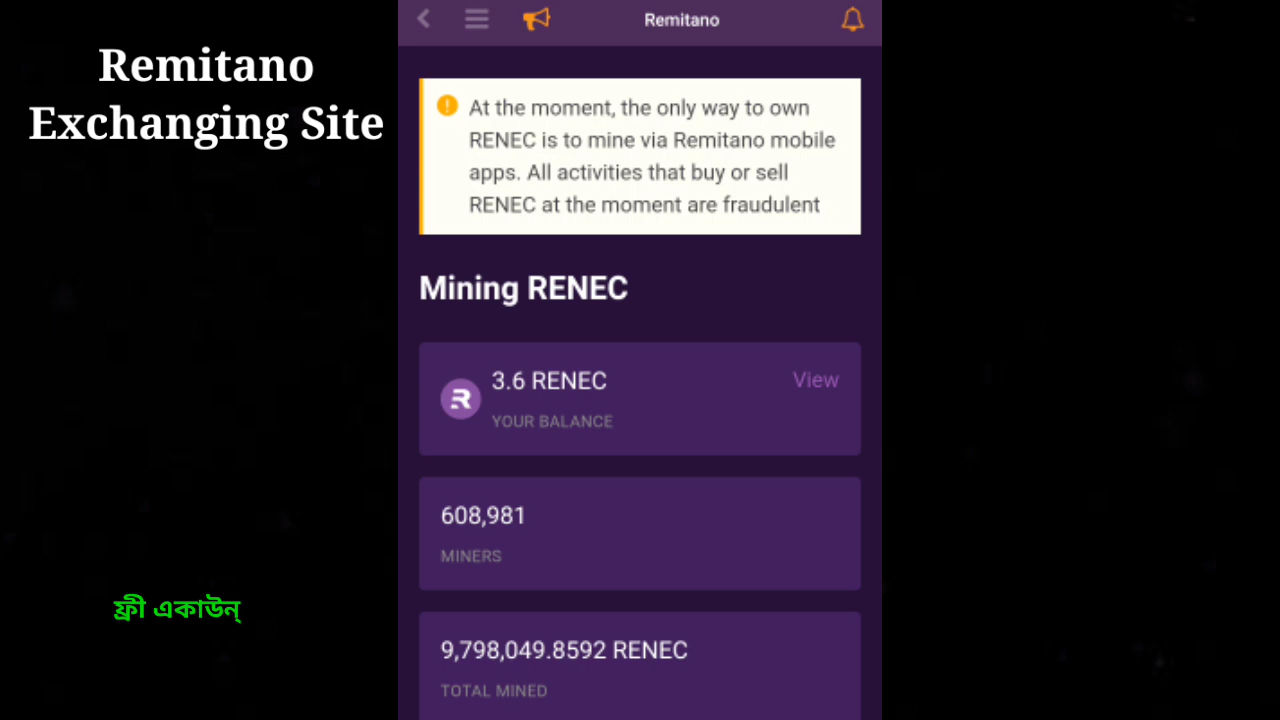 Remitano
Exchanging Site
Remitano
At the moment, the only way to own
RENEC is to mine via Remitano mobile
apps. All activities that buy or sell
RENEC at the moment are fraudulent
Mining RENEC
3.6 RENEC
View
YOUR BALANCE
608,981
MINERS
9,798,049.8592 RENEC
TOTAL MINED
ফ্রী একাউন্